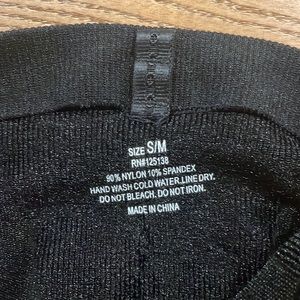 SIZE S/M
RN#125138
90%NYLON 10%SPANDEX
HAND WASH COLD WATER,LINE DRY.
DO NOT BLEACH. DO NOT IRON.
MADE IN CHINA